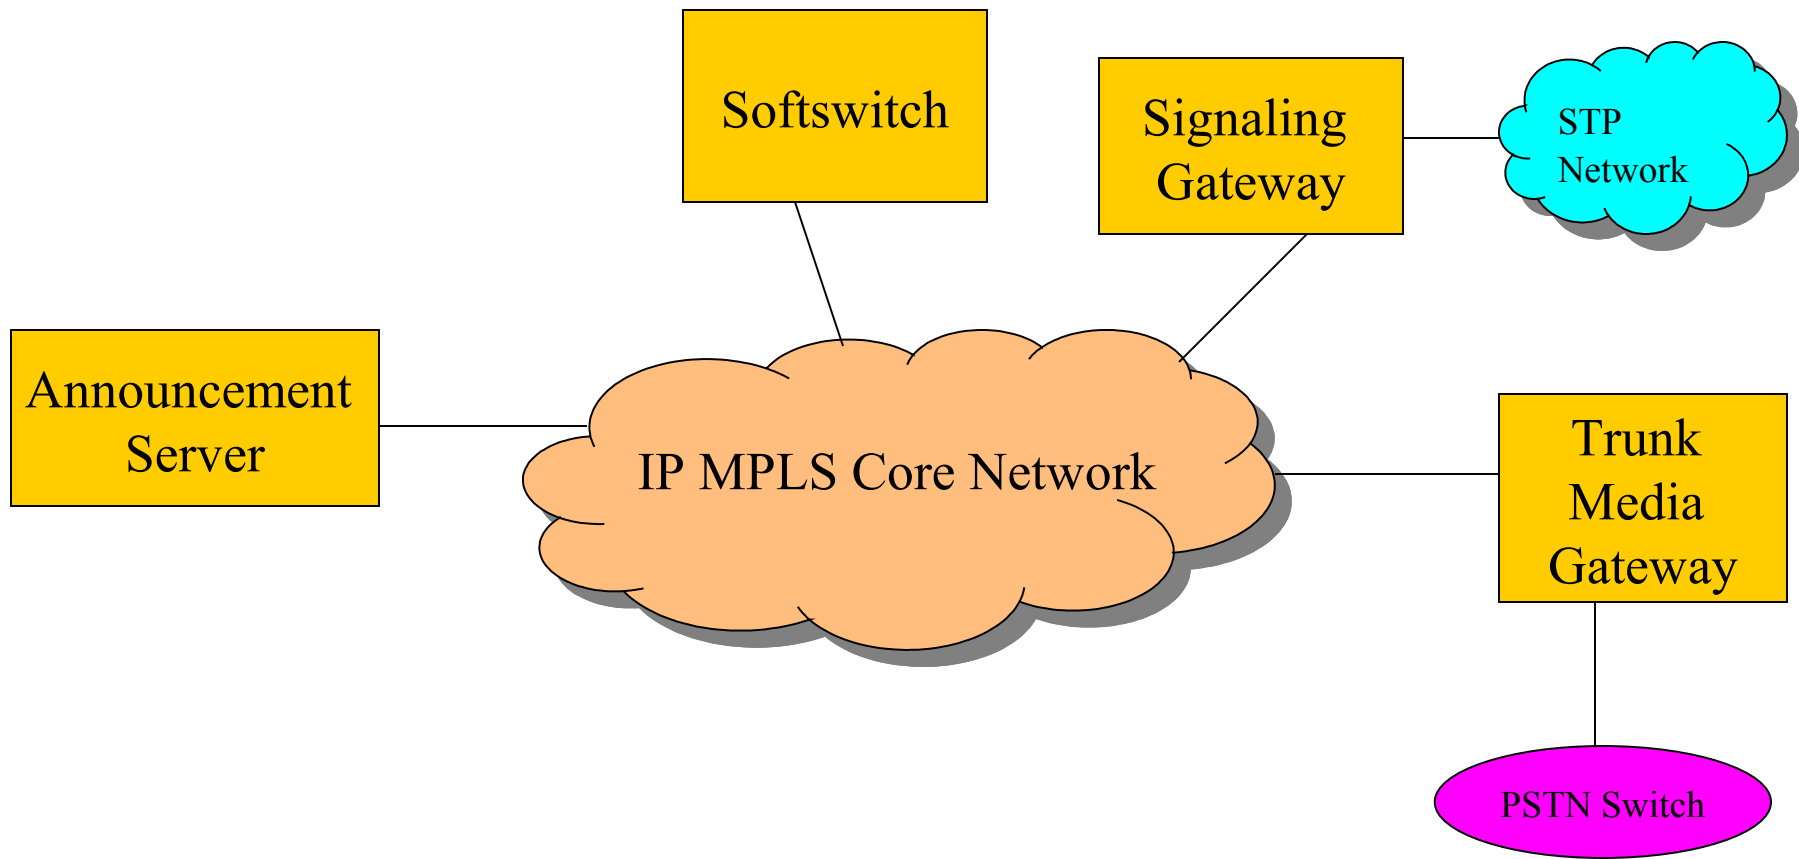 Softswitch
Signaling
Gateway
STP
Network
Announcement
Server
IP MPLS Core Network
Trunk
Media
Gateway
PSTN Switch